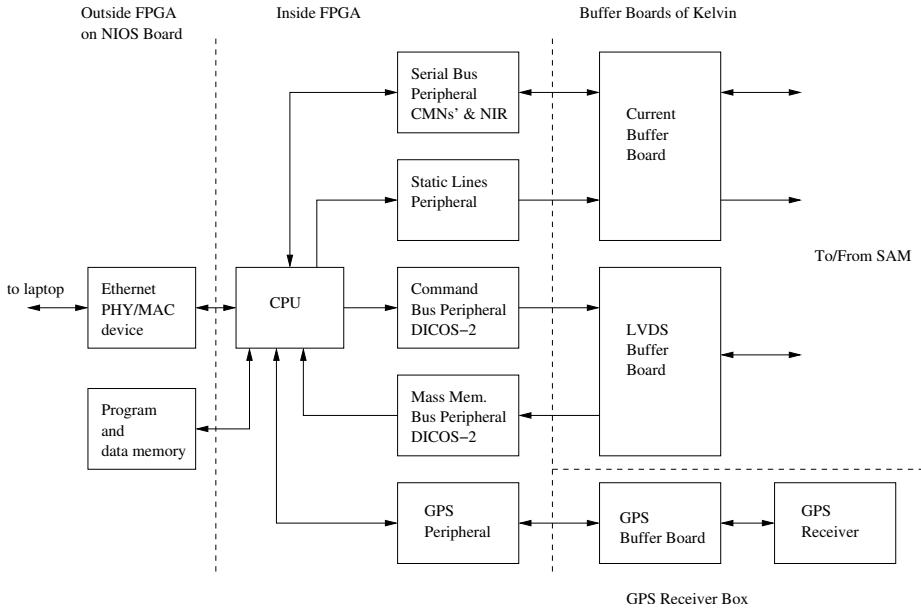 Outside FPGA
on NIOS Board
Inside FPGA
Buffer Boards of Kelvin
Serial Bus
Peripheral
CMNs' & NIR
Current
Buffer
Board
Static Lines
Peripheral
To/From SAM
to laptop
Ethernet
PHY/MAC
device
CPU
Command
Bus Peripheral
DICOS−2
LVDS
Buffer
Board
Program
and
data memory
Mass Mem.
Bus Peripheral
DICOS−2
GPS
Peripheral
GPS
Buffer Board
GPS
Receiver
GPS Receiver Box